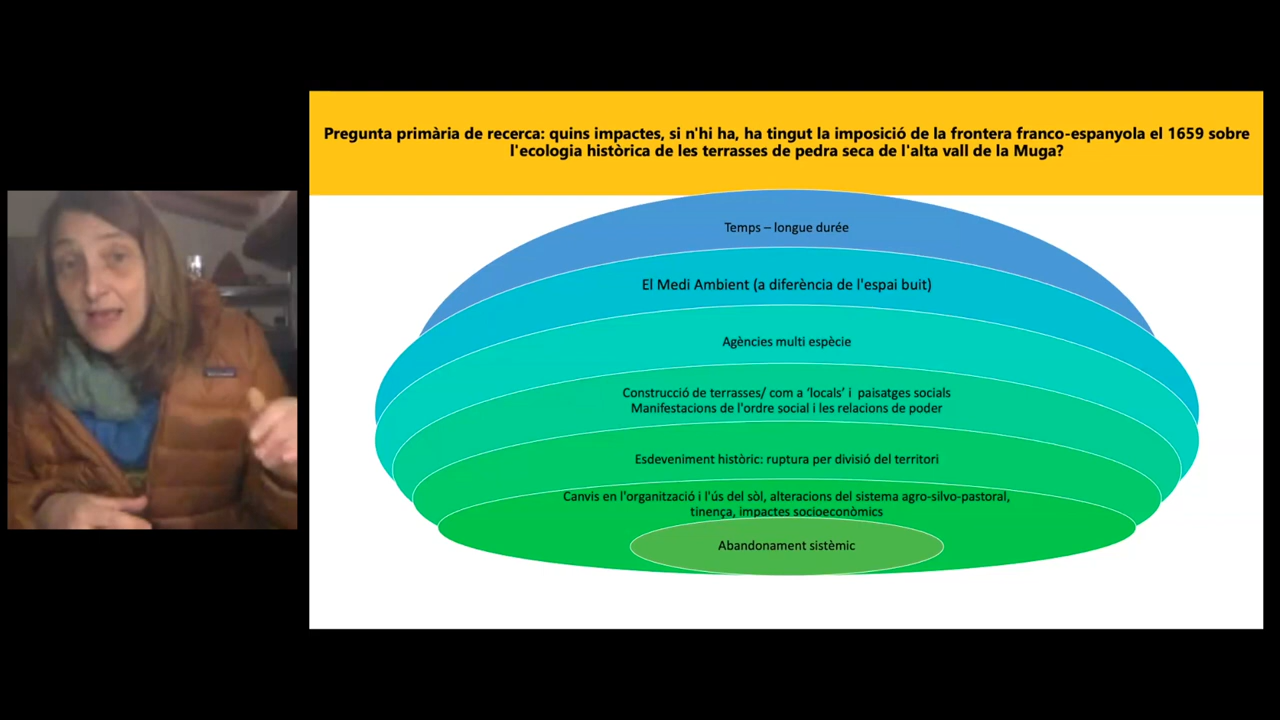 Pregunta primària de recerca: quins impactes, si n'hi ha, ha tingut la imposició de la frontera franco-espanyola el 1659 sobre
l'ecologia històrica de les terrasses de pedra seca de l'alta vall de la Muga?
Temps – longue durée
El Medi Ambient (a diferència de l'espai buit)
Agències multi espècie
Construcció de terrasses/ com a ‘locals’ i  paisatges socials
Manifestacions de l'ordre social i les relacions de poder
Esdeveniment històric: ruptura per divisió del territori
Canvis en l'organització i l'ús del sòl, alteracions del sistema agro-silvo-pastoral,
tinença, impactes socioeconòmics
Abandonament sistèmic